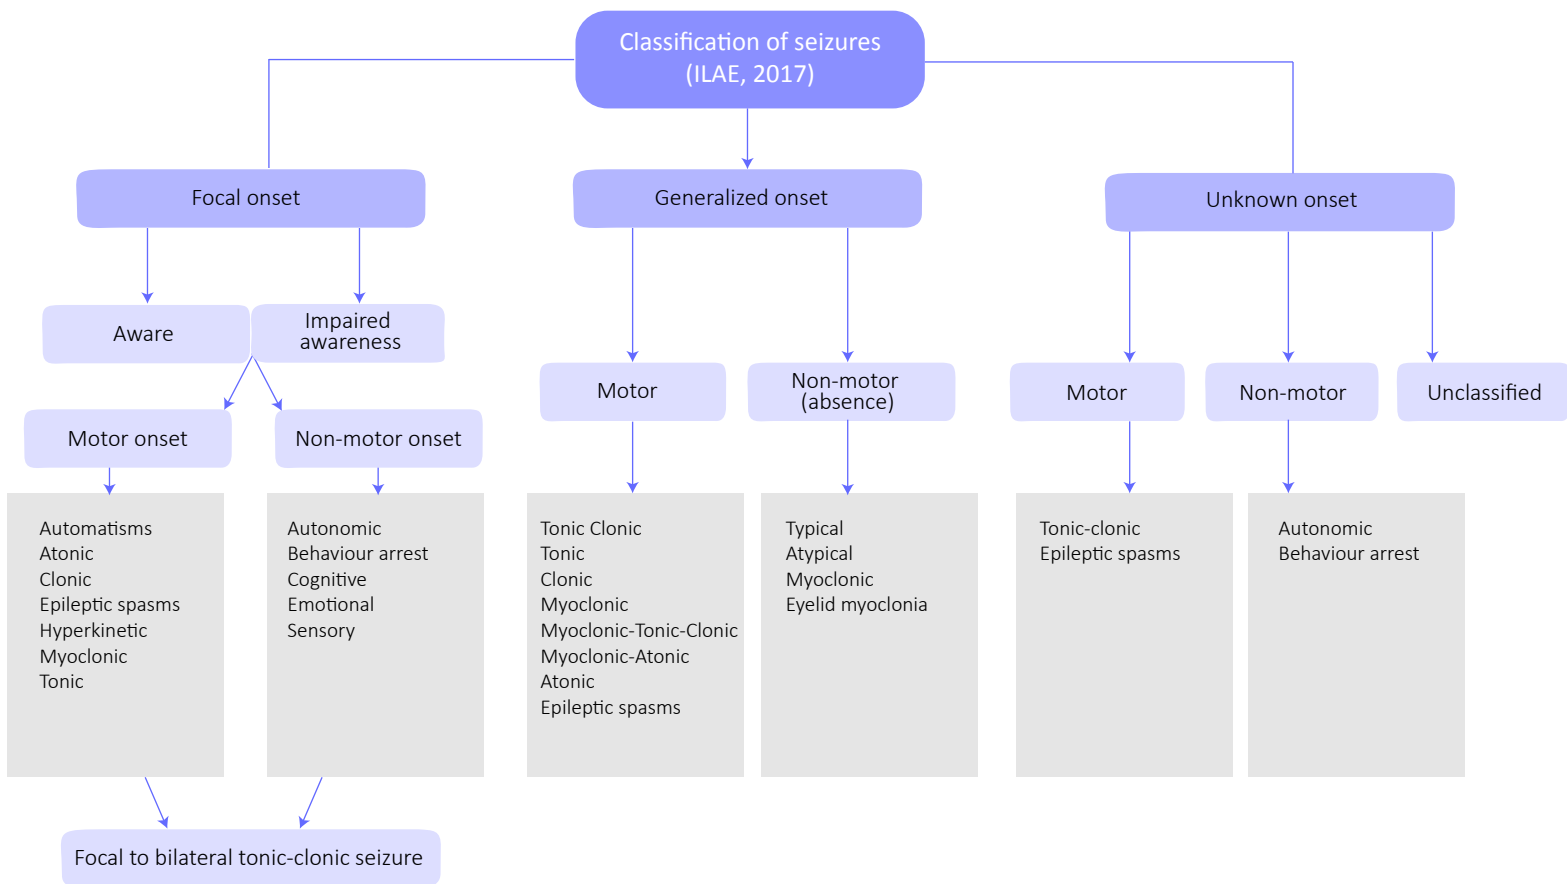 Classification of seizures
(ILAE, 2017)
Focal onset
Generalized onset
Unknown onset
Aware
Impaired
awareness
Motor onset
Non-motor onset
Motor
Non-motor
(absence)
Motor
Non-motor
Unclassified
Automatisms
Atonic
Clonic
Epileptic spasms
Hyperkinetic
Myoclonic
Tonic
Autonomic
Behaviour arrest
Cognitive
Emotional
Sensory
Tonic Clonic
Tonic
Clonic
Myoclonic
Myoclonic-Tonic-Clonic
Myoclonic-Atonic
Atonic
Epileptic spasms
Typical
Atypical
Myoclonic
Eyelid myoclonia
Tonic-clonic
Epileptic spasms
Autonomic
Behaviour arrest
Focal to bilateral tonic-clonic seizure